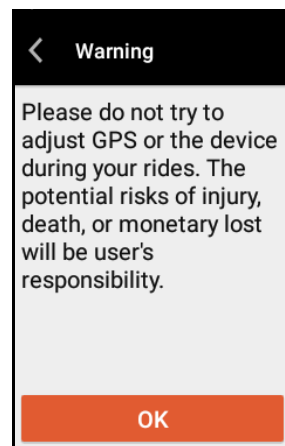 Warning
Please do not try to
adjust GPS or the device
during your rides. The
potential risks of injury,
death, or monetary lost
will be user's
responsibility.
OK